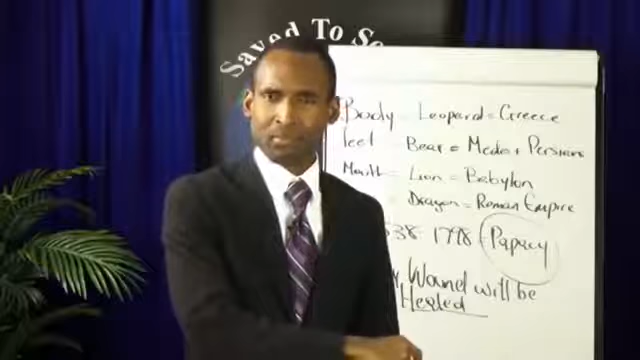 Saved To Se
Body Leopard = Greece
feet Bear = Medes + Persians
Mouth Lion = Babylon
= Dragon = Roman Empire
538 1798 = Papacy
Wound will be
Healed